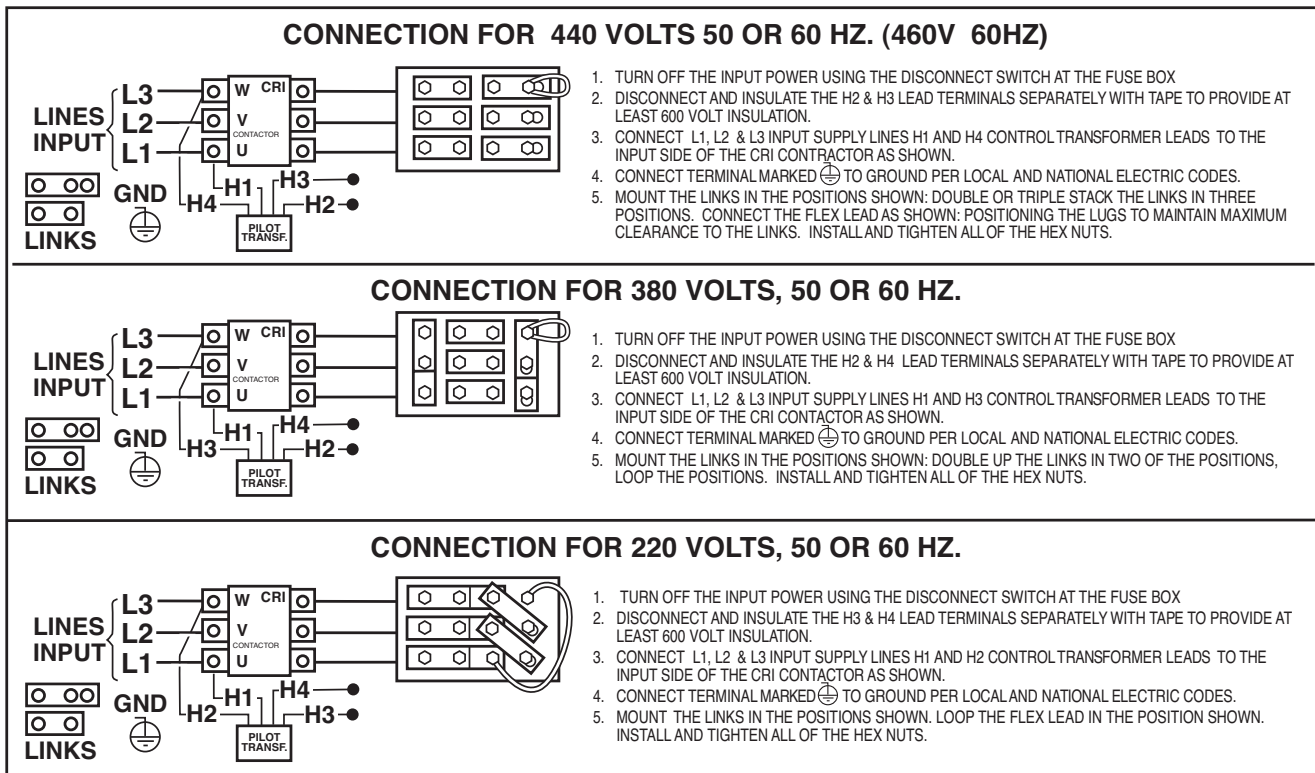 CONNECTION FOR 440 VOLTS 50 OR 60 HZ. (460V 60HZ)
LINES
INPUT
L3
L2
L1
W CRI
V
CONTACTOR
U
GND
LINKS
H1
H3
H4
H2
PILOT
TRANSF.
1. TURN OFF THE INPUT POWER USING THE DISCONNECT SWITCH AT THE FUSE BOX
2. DISCONNECT AND INSULATE THE H2 & H3 LEAD TERMINALS SEPARATELY WITH TAPE TO PROVIDE AT
LEAST 600 VOLT INSULATION.
3. CONNECT L1, L2 & L3 INPUT SUPPLY LINES H1 AND H4 CONTROL TRANSFORMER LEADS TO THE
INPUT SIDE OF THE CRI CONTRACTOR AS SHOWN.
4. CONNECT TERMINAL MARKED TO GROUND PER LOCAL AND NATIONAL ELECTRIC CODES.
5. MOUNT THE LINKS IN THE POSITIONS SHOWN: DOUBLE OR TRIPLE STACK THE LINKS IN THREE
POSITIONS. CONNECT THE FLEX LEAD AS SHOWN: POSITIONING THE LUGS TO MAINTAIN MAXIMUM
CLEARANCE TO THE LINKS. INSTALL AND TIGHTEN ALL OF THE HEX NUTS.
CONNECTION FOR 380 VOLTS, 50 OR 60 HZ.
LINES
INPUT
L3
L2
L1
W CRI
V
CONTACTOR
U
GND
LINKS
H1
H4
H3
H2
PILOT
TRANSF.
1. TURN OFF THE INPUT POWER USING THE DISCONNECT SWITCH AT THE FUSE BOX
2. DISCONNECT AND INSULATE THE H2 & H4 LEAD TERMINALS SEPARATELY WITH TAPE TO PROVIDE AT
LEAST 600 VOLT INSULATION.
3. CONNECT L1, L2 & L3 INPUT SUPPLY LINES H1 AND H3 CONTROL TRANSFORMER LEADS TO THE
INPUT SIDE OF THE CRI CONTACTOR AS SHOWN.
4. CONNECT TERMINAL MARKED TO GROUND PER LOCAL AND NATIONAL ELECTRIC CODES.
5. MOUNT THE LINKS IN THE POSITIONS SHOWN: DOUBLE UP THE LINKS IN TWO OF THE POSITIONS,
LOOP THE POSITIONS. INSTALL AND TIGHTEN ALL OF THE HEX NUTS.
CONNECTION FOR 220 VOLTS, 50 OR 60 HZ.
LINES
INPUT
L3
L2
L1
W CRI
V
CONTACTOR
U
GND
LINKS
H1
H4
H2
H3
PILOT
TRANSF.
1. TURN OFF THE INPUT POWER USING THE DISCONNECT SWITCH AT THE FUSE BOX
2. DISCONNECT AND INSULATE THE H3 & H4 LEAD TERMINALS SEPARATELY WITH TAPE TO PROVIDE AT
LEAST 600 VOLT INSULATION.
3. CONNECT L1, L2 & L3 INPUT SUPPLY LINES H1 AND H2 CONTROL TRANSFORMER LEADS TO THE
INPUT SIDE OF THE CRI CONTACTOR AS SHOWN.
4. CONNECT TERMINAL MARKED TO GROUND PER LOCAL AND NATIONAL ELECTRIC CODES.
5. MOUNT THE LINKS IN THE POSITIONS SHOWN. LOOP THE FLEX LEAD IN THE POSITION SHOWN.
INSTALL AND TIGHTEN ALL OF THE HEX NUTS.